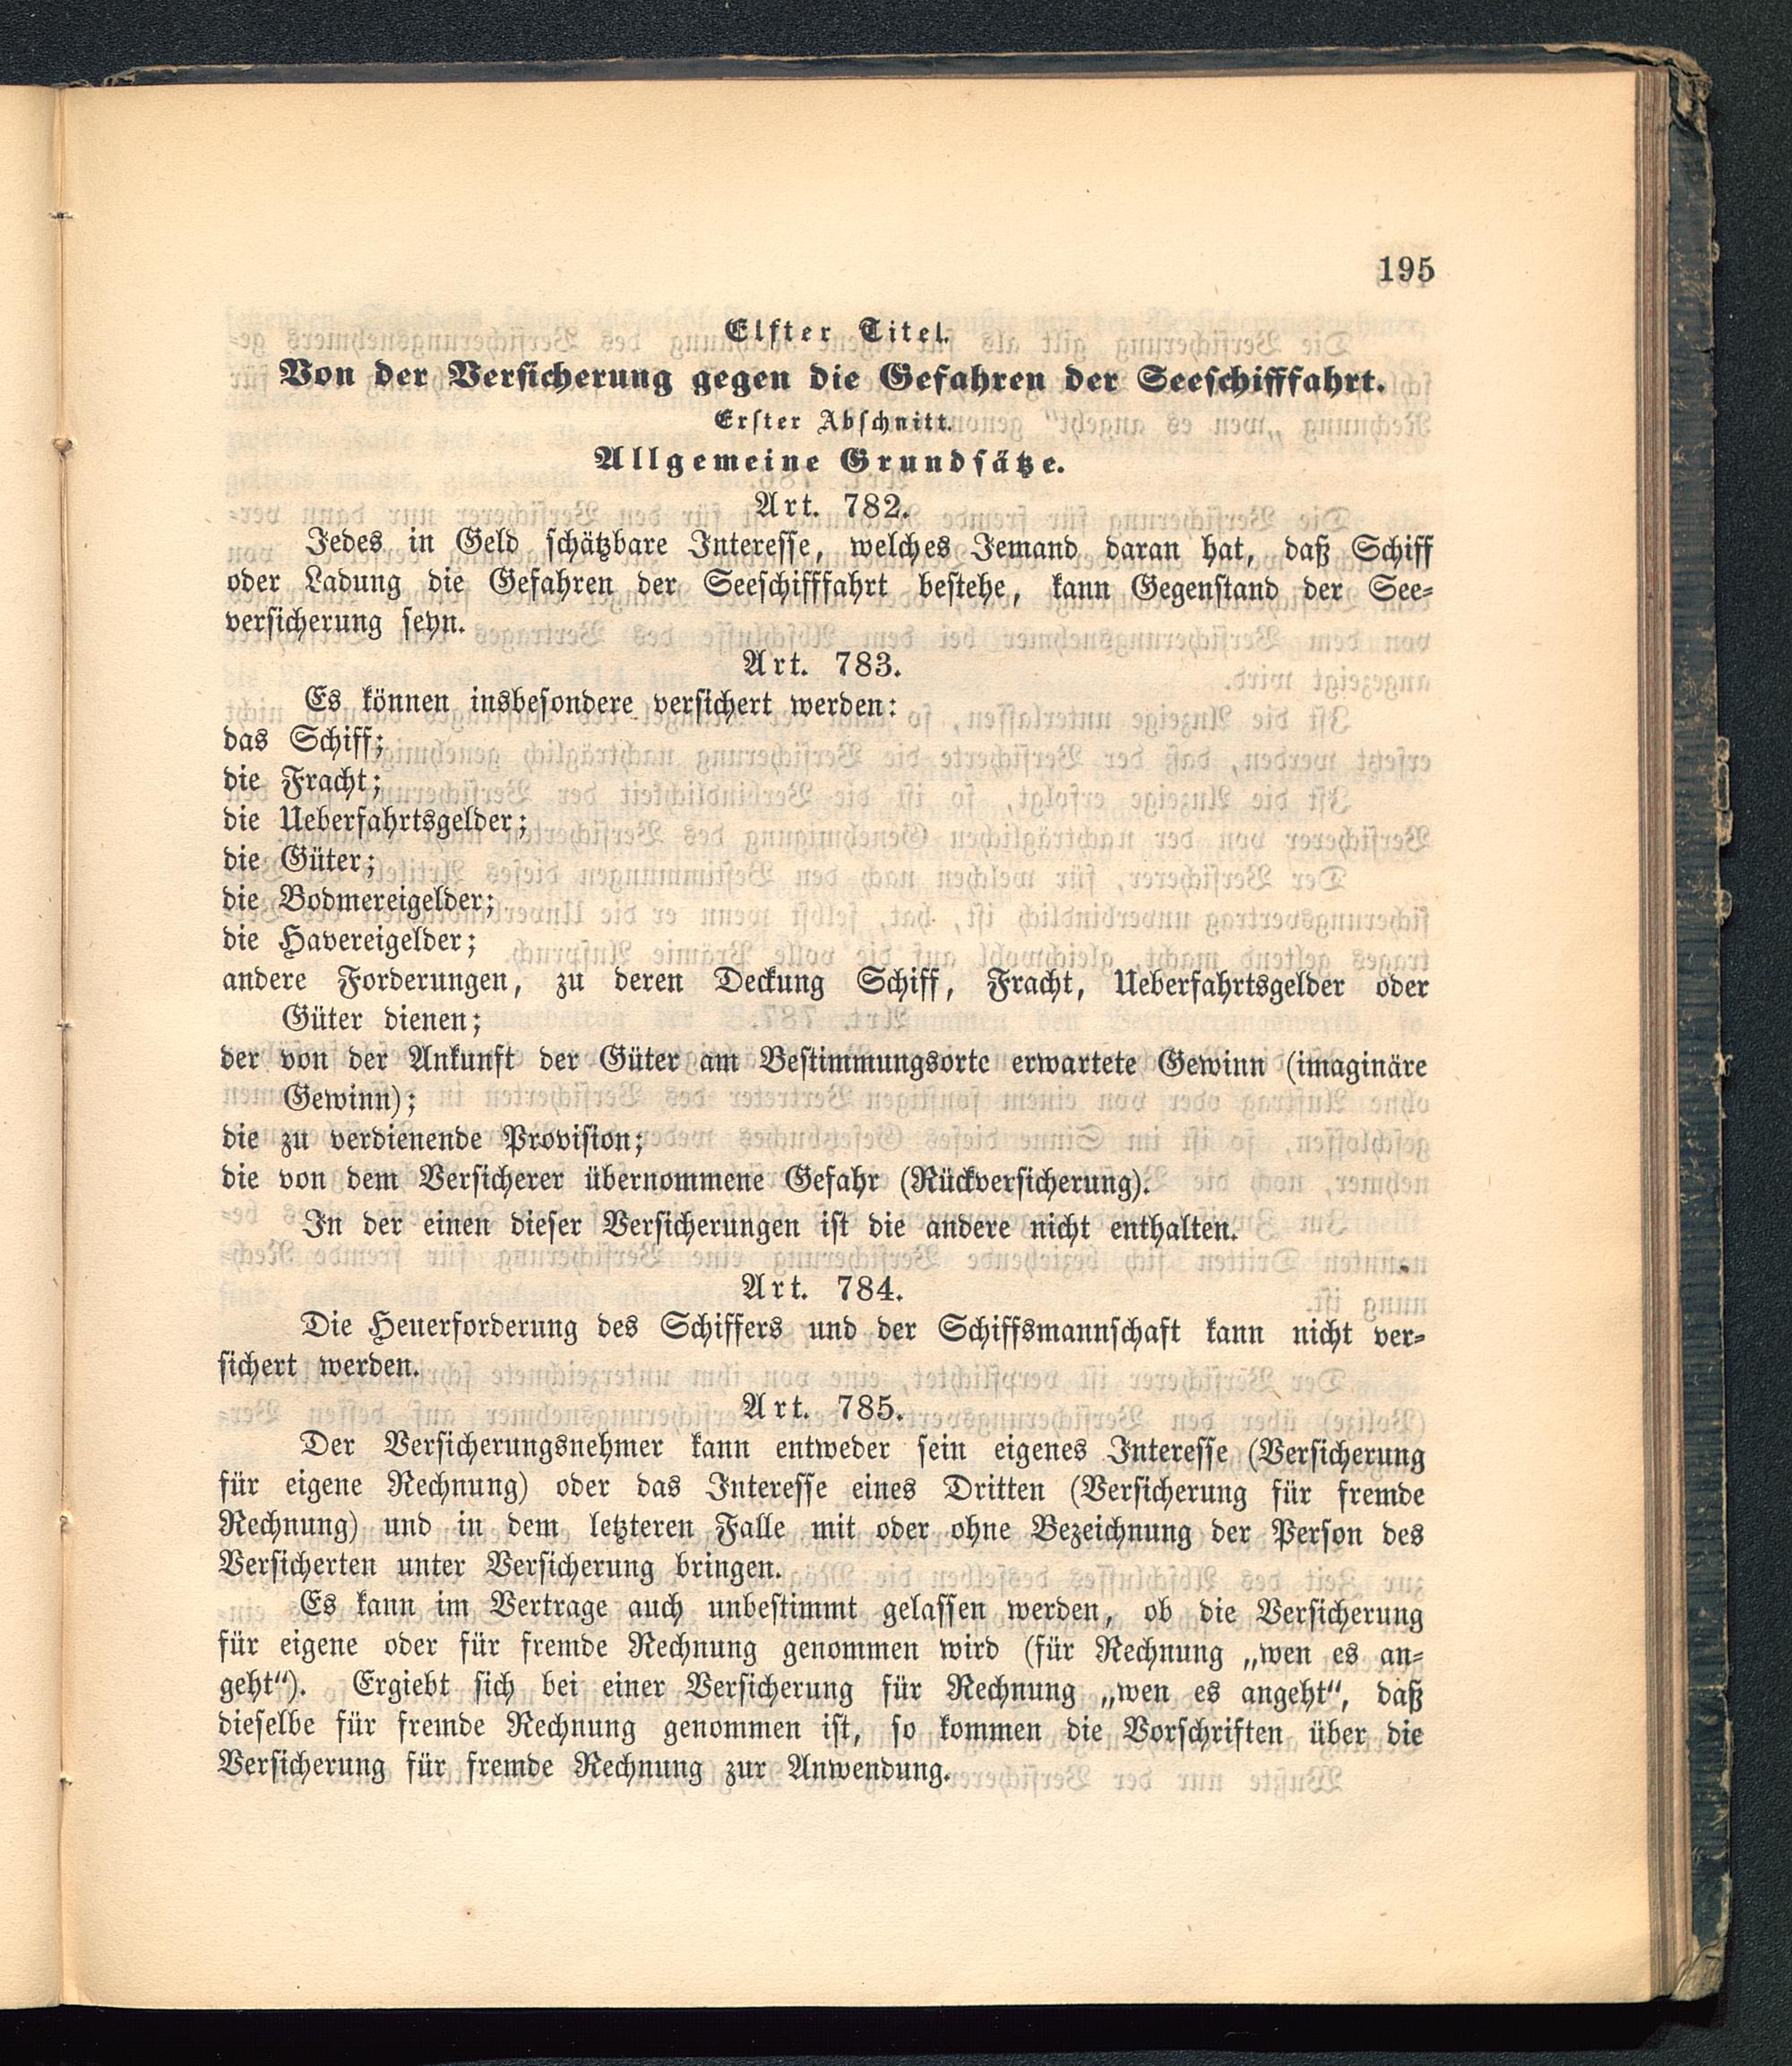 195
Elfter Titel.
Von der Versicherung gegen die Gefahren der Seeschifffahrt.
Erster Abschnitt.
Allgemeine Grundsätze.
Art. 782.
Jedes in Geld schätzbare Interesse, welches Jemand daran hat, daß Schiff
oder Ladung die Gefahren der Seeschifffahrt bestehe, kann Gegenstand der See-
versicherung seyn.
Art. 783.
Es können insbesondere versichert werden:
das Schiff;
die Fracht;
die Ueberfahrtsgelder;
die Güter;
die Bodmereigelder;
die Havereigelder;
andere Forderungen, zu deren Deckung Schiff, Fracht, Ueberfahrtsgelder oder
Güter dienen;
der von der Ankunft der Güter am Bestimmungsorte erwartete Gewinn (imaginäre
Gewinn);
die zu verdienende Provision;
die von dem Versicherer übernommene Gefahr (Rückversicherung).
In der einen dieser Versicherungen ist die andere nicht enthalten.
Art. 784.
Die Heuerforderung des Schiffers und der Schiffsmannschaft kann nicht ver-
sichert werden.
Art. 785.
Der Versicherungsnehmer kann entweder sein eigenes Interesse (Versicherung
für eigene Rechnung) oder das Interesse eines Dritten (Versicherung für fremde
Rechnung) und in dem letzteren Falle mit oder ohne Bezeichnung der Person des
Versicherten unter Versicherung bringen.
Es kann im Vertrage auch unbestimmt gelassen werden, ob die Versicherung
für eigene oder für fremde Rechnung genommen wird (für Rechnung „wen es an-
geht“). Ergiebt sich bei einer Versicherung für Rechnung „wen es angeht“, daß
dieselbe für fremde Rechnung genommen ist, so kommen die Vorschriften über die
Versicherung für fremde Rechnung zur Anwendung.